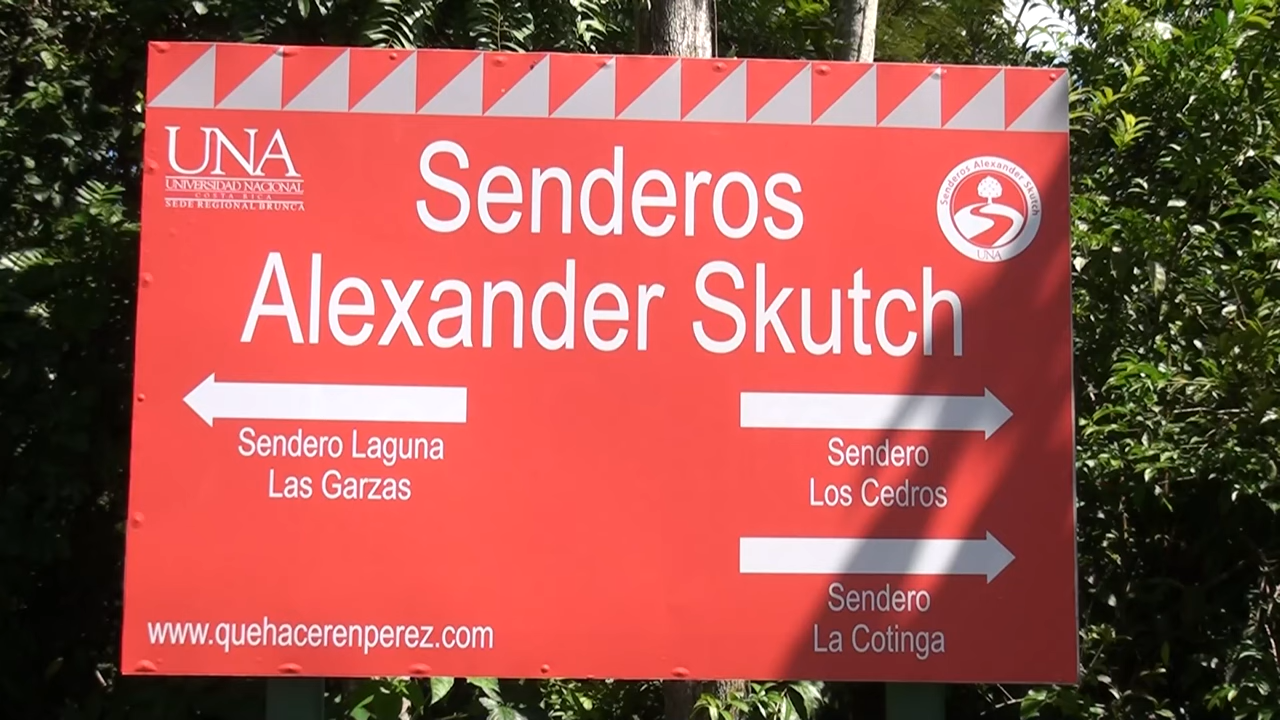 UNA
UNIVERSIDAD NACIONAL
COSTA RICA
SEDE REGIONAL BRUNCA
Senderos
Alexander Skutch
Senderos Alexander Skutch
UNA
Sendero Laguna
Las Garzas
Sendero
Los Cedros
Sendero
La Cotinga
www.quehacerenperez.com